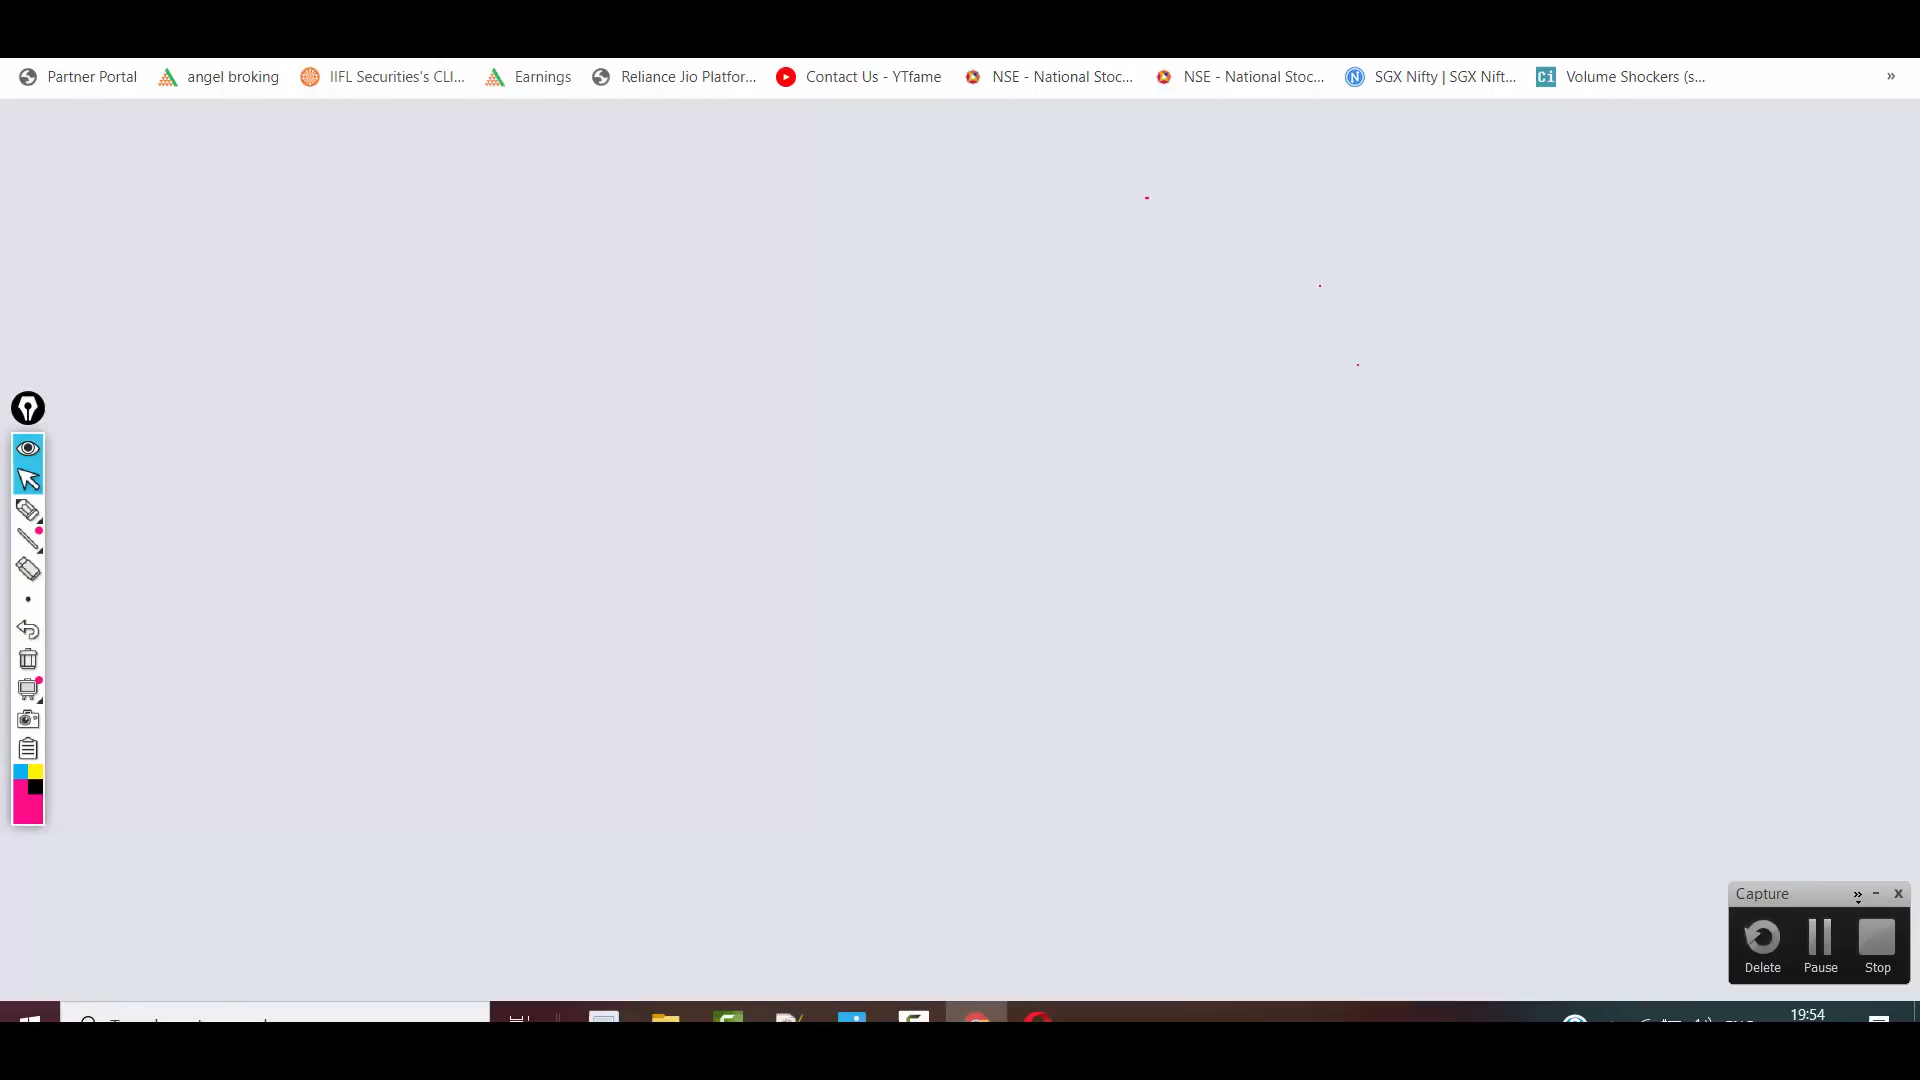 Partner Portal
angel broking
IIFL Securities's CLI...
Earnings
Reliance Jio Platfor...
Contact Us - YTfame
NSE - National Stoc...
NSE - National Stoc...
SGX Nifty | SGX Nift...
Ci Volume Shockers (s...
»
Capture
Delete
Pause
Stop
19:54